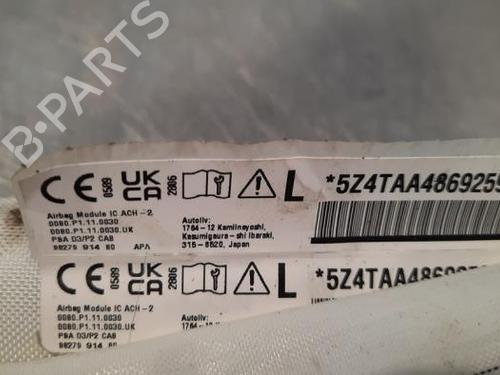 B-PARTS
CE 0589 UK CA 2806 L *5Z4TAA4869259
Airbag Module IC ACH-2
0080.P1.11.0030
0080.P1.11.0030.UK
PSA D3/P2 CAB
98279 914 80 APA
Autoliv:
1764-12 Kamiinayoshi,
Kasumigaura-shi Ibaraki,
315-8520, Japan
CE 0589 UK CA 2806 L *5Z4TAA486
Airbag Module IC ACH-2
0080.P1.11.0030
0080.P1.11.0030.UK
PSA D3/P2 CAB
98279 914 80
Autoliv: